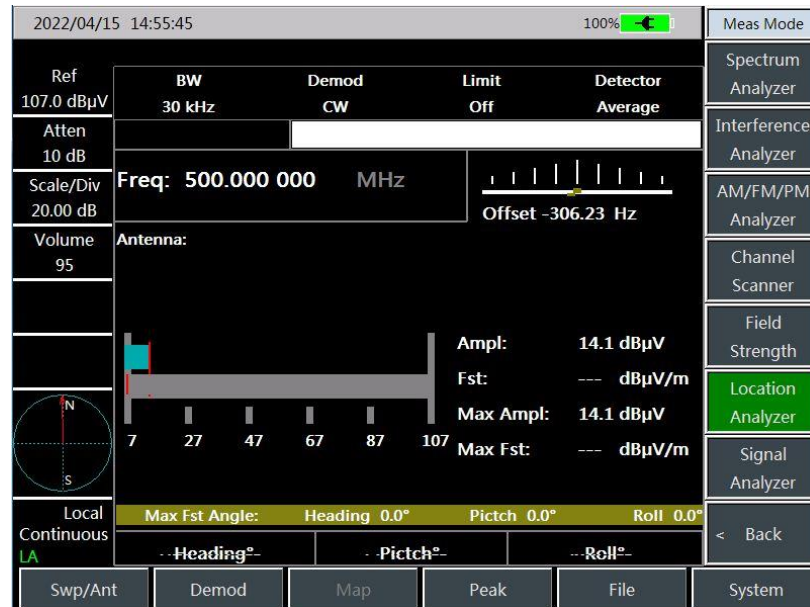 2022/04/15 14:55:45 100% Meas Mode
Ref
107.0 dBµV
Atten
10 dB
Scale/Div
20.00 dB
Volume
95
N
S
Local
Continuous
LA
BW Demod Limit Detector
30 kHz CW Off Average
Freq: 500.000 000 MHz
Offset -306.23 Hz
Antenna:
7 27 47 67 87 107
Ampl: 14.1 dBµV
Fst: --- dBµV/m
Max Ampl: 14.1 dBµV
Max Fst: --- dBµV/m
Max Fst Angle: Heading 0.0° Pictch 0.0° Roll 0.0°
Heading° Pictch° Roll°
Spectrum
Analyzer
Interference
Analyzer
AM/FM/PM
Analyzer
Channel
Scanner
Field
Strength
Location
Analyzer
Signal
Analyzer
< Back
Swp/Ant Demod Map Peak File System